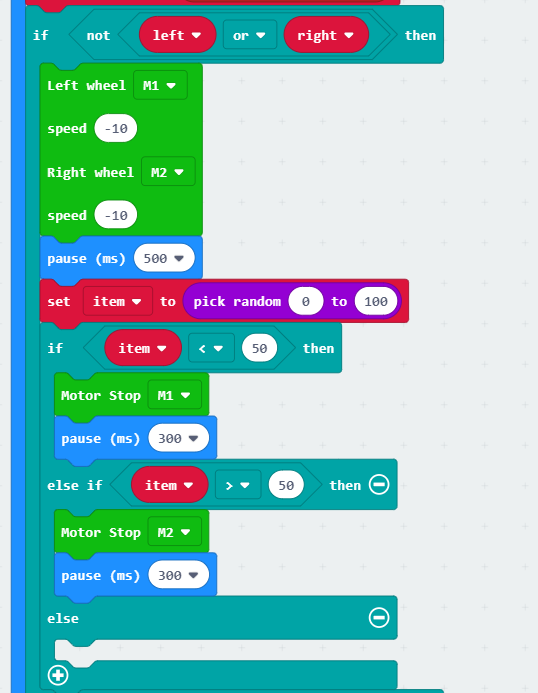 if not left or right then
Left wheel M1
speed -10
Right wheel M2
speed -10
pause (ms) 500
set item to pick random 0 to 100
if item < 50 then
Motor Stop M1
pause (ms) 300
else if item > 50 then
Motor Stop M2
pause (ms) 300
else